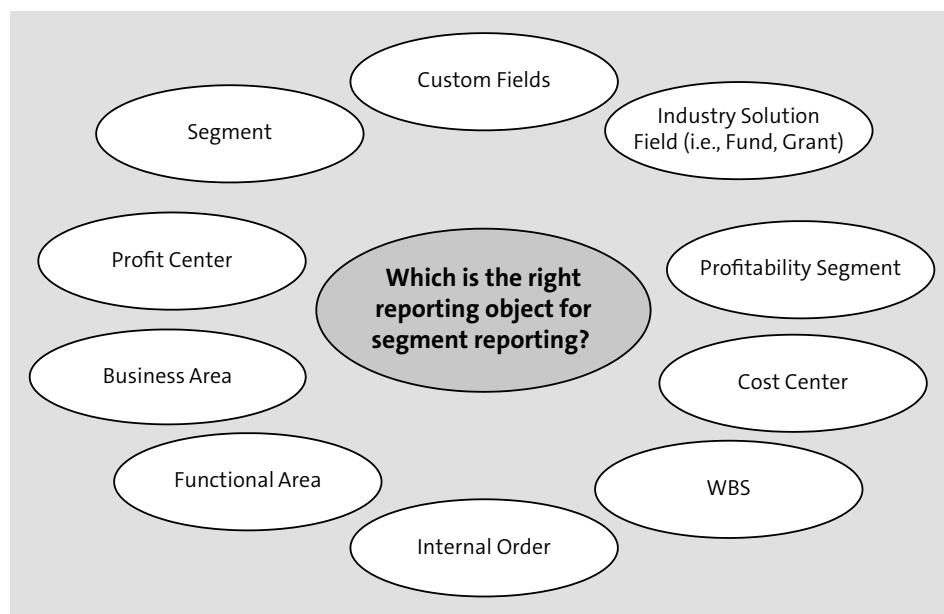 Custom Fields
Segment
Industry Solution
Field (i.e., Fund, Grant)
Profit Center
Which is the right
reporting object for
segment reporting?
Profitability Segment
Business Area
Cost Center
Functional Area
WBS
Internal Order